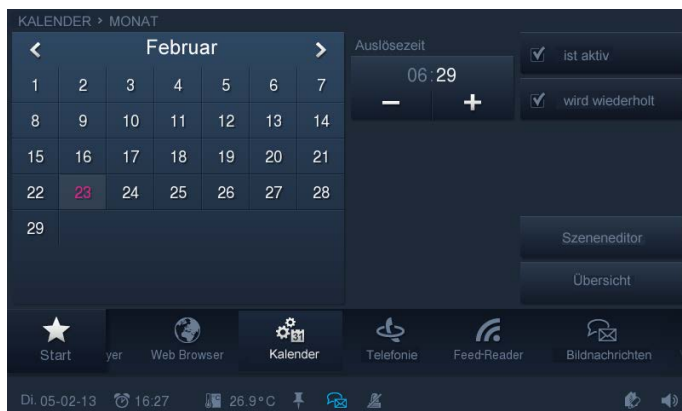 KALENDER > MONAT
< Februar >
Auslösezeit
ist aktiv
06:29
wird wiederholt
1 2 3 4 5 6 7
8 9 10 11 12 13 14
15 16 17 18 19 20 21
22 23 24 25 26 27 28
29
Szeneneditor
Übersicht
31
Start
yer
Web Browser
Kalender
Telefonie
Feed-Reader
Bildnachrichten
Di. 05-02-13 16:27 26.9°C